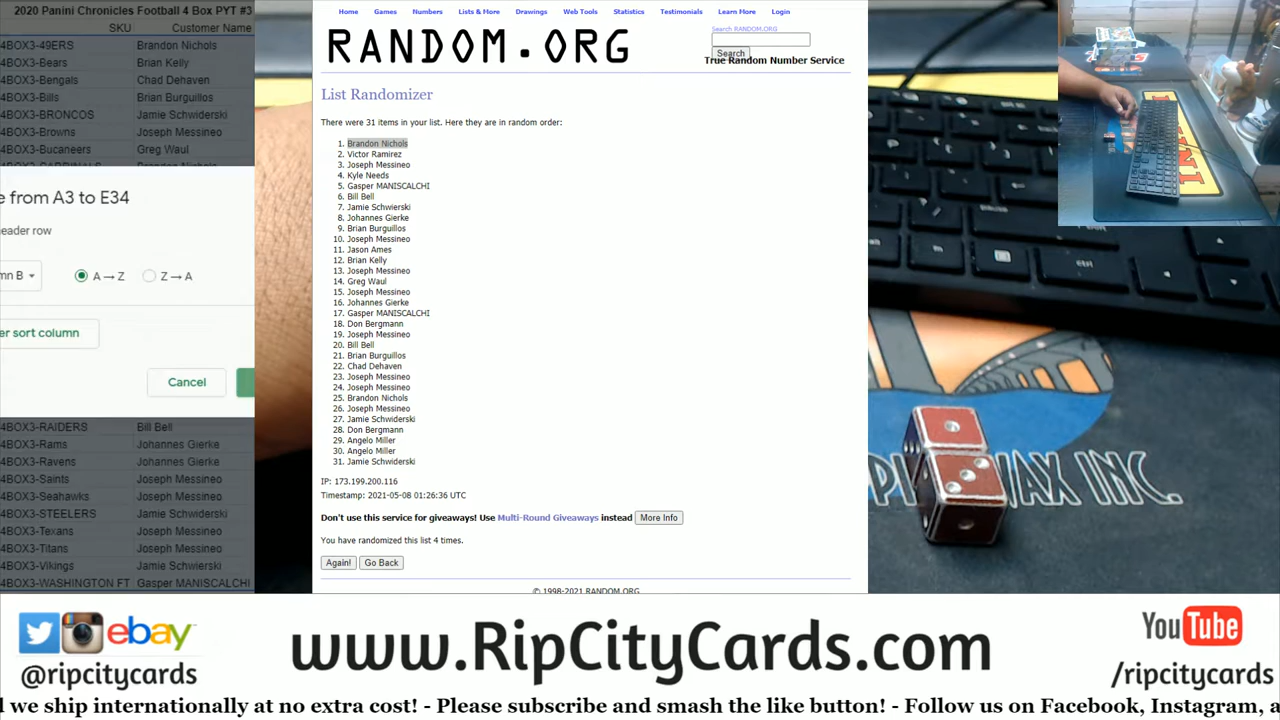 2020 Panini Chronicles Football 4 Box PYT #3
SKU Customer Name
4BOX3-49ERS Brandon Nichols
Brian Kelly
Chad Dehaven
4BOX3-Bills Brian Burguillos
4BOX3-BRONCOS Jamie Schwierski
4BOX3-Browns Joseph Messineo
4BOX3-Bucaneers Greg Waul
e from A3 to E34
eader row
mn B
A → Z
Z → A
er sort column
Cancel
4BOX3-RAIDERS Bill Bell
4BOX3-Rams Johannes Gierke
4BOX3-Ravens Johannes Gierke
4BOX3-Saints Joseph Messineo
4BOX3-Seahawks Joseph Messineo
4BOX3-STEELERS Jamie Schwiderski
4BOX3-Texans Joseph Messineo
4BOX3-Titans Joseph Messineo
4BOX3-Vikings Joseph Messineo
4BOX3-WASHINGTON FT Gasper MANISCALCHI
Home Games Numbers Lists & More Drawings Web Tools Statistics Testimonials Learn More Login
RANDOM.ORG
Search RANDOM.ORG
Search
True Random Number Service
List Randomizer
There were 31 items in your list. Here they are in random order:
1. Brandon Nichols
2. Victor Ramirez
3. Joseph Messineo
4. Kyle Needs
5. Gasper MANISCALCHI
6. Bill Bell
7. Jamie Schwierski
8. Johannes Gierke
9. Brian Burguillos
10. Joseph Messineo
11. Jason Ames
12. Brian Kelly
13. Joseph Messineo
14. Greg Waul
15. Joseph Messineo
16. Johannes Gierke
17. Gasper MANISCALCHI
18. Don Bergmann
19. Joseph Messineo
20. Bill Bell
21. Brian Burguillos
22. Chad Dehaven
23. Joseph Messineo
24. Joseph Messineo
25. Brandon Nichols
26. Joseph Messineo
27. Jamie Schwiderski
28. Don Bergmann
29. Angelo Miller
30. Angelo Miller
31. Jamie Schwiderski
IP: 173.199.200.116
Timestamp: 2021-05-08 01:26:36 UTC
Don't use this service for giveaways! Use Multi-Round Giveaways instead More Info
You have randomized this list 4 times.
Again! Go Back
© 1998-2021 RANDOM.ORG
WAX INC.
ebay
@ripcitycards
www.RipCityCards.com
YouTube
/ripcitycards
d we ship internationally at no extra cost! - Please subscribe and smash the like button! - Follow us on Facebook, Instagram, a